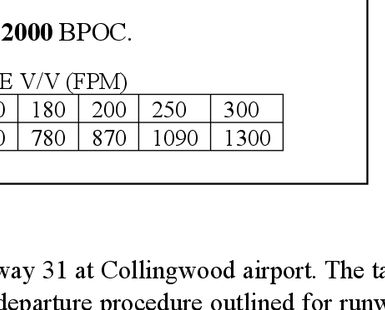 2000 BPOC.
E V/V (FPM)
0 180 200 250 300
0 780 870 1090 1300
way 31 at Collingwood airport. The ta
departure procedure outlined for runw